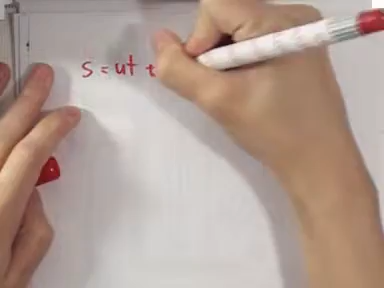 s = ut +